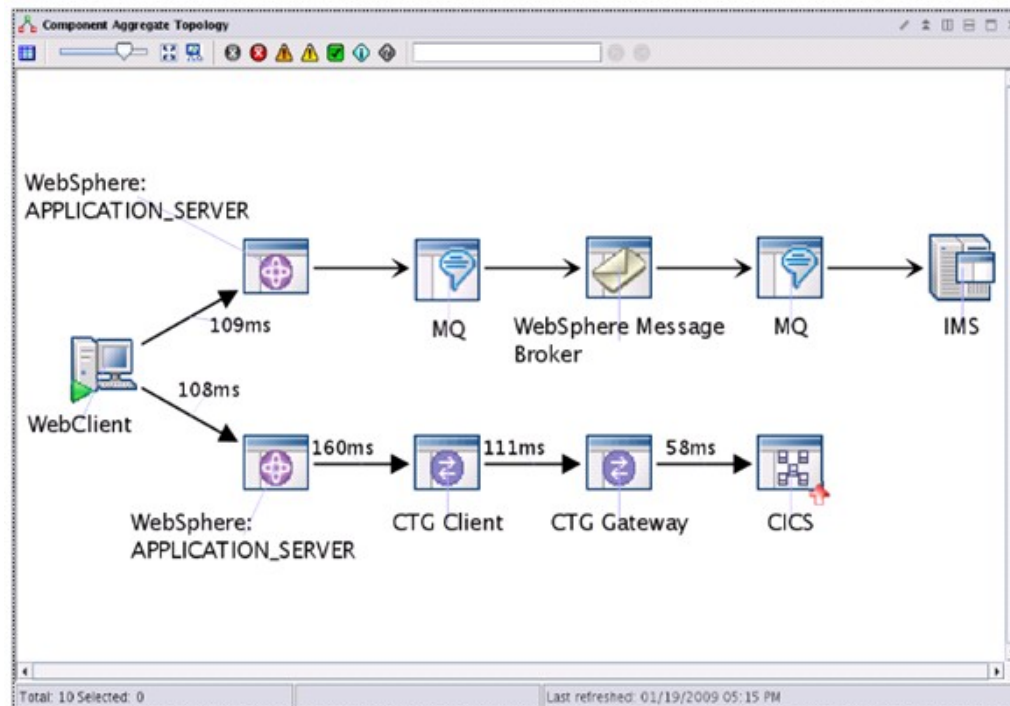 Component Aggregate Topology
WebSphere:
APPLICATION_SERVER
109ms
MQ
WebSphere Message
Broker
MQ
IMS
WebClient
108ms
160ms
111ms
58ms
WebSphere:
APPLICATION_SERVER
CTG Client
CTG Gateway
CICS
Total: 10 Selected: 0
Last refreshed: 01/19/2009 05:15 PM